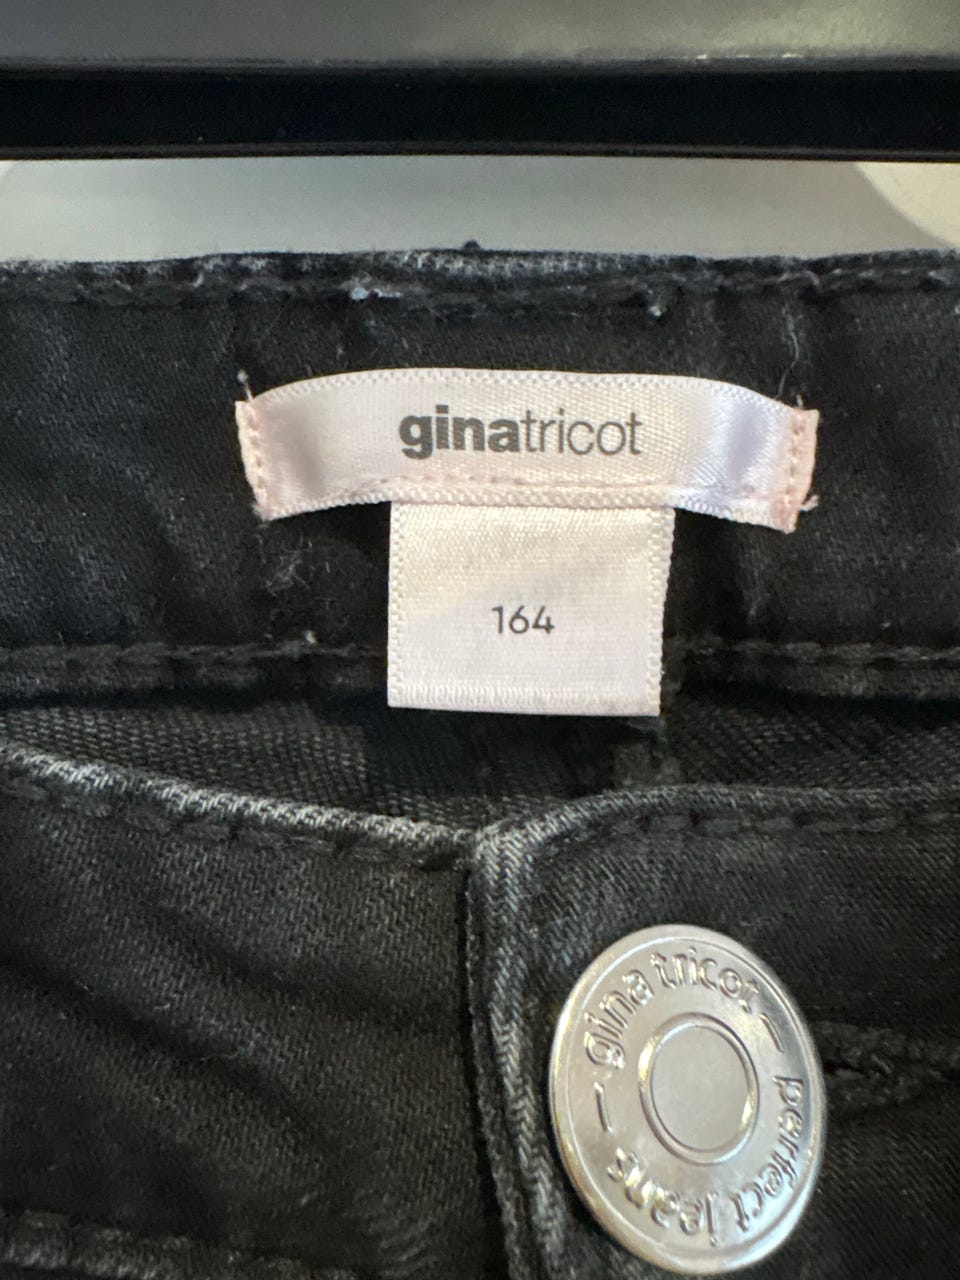 ginatricot
164
gina tricot
perfect jeans